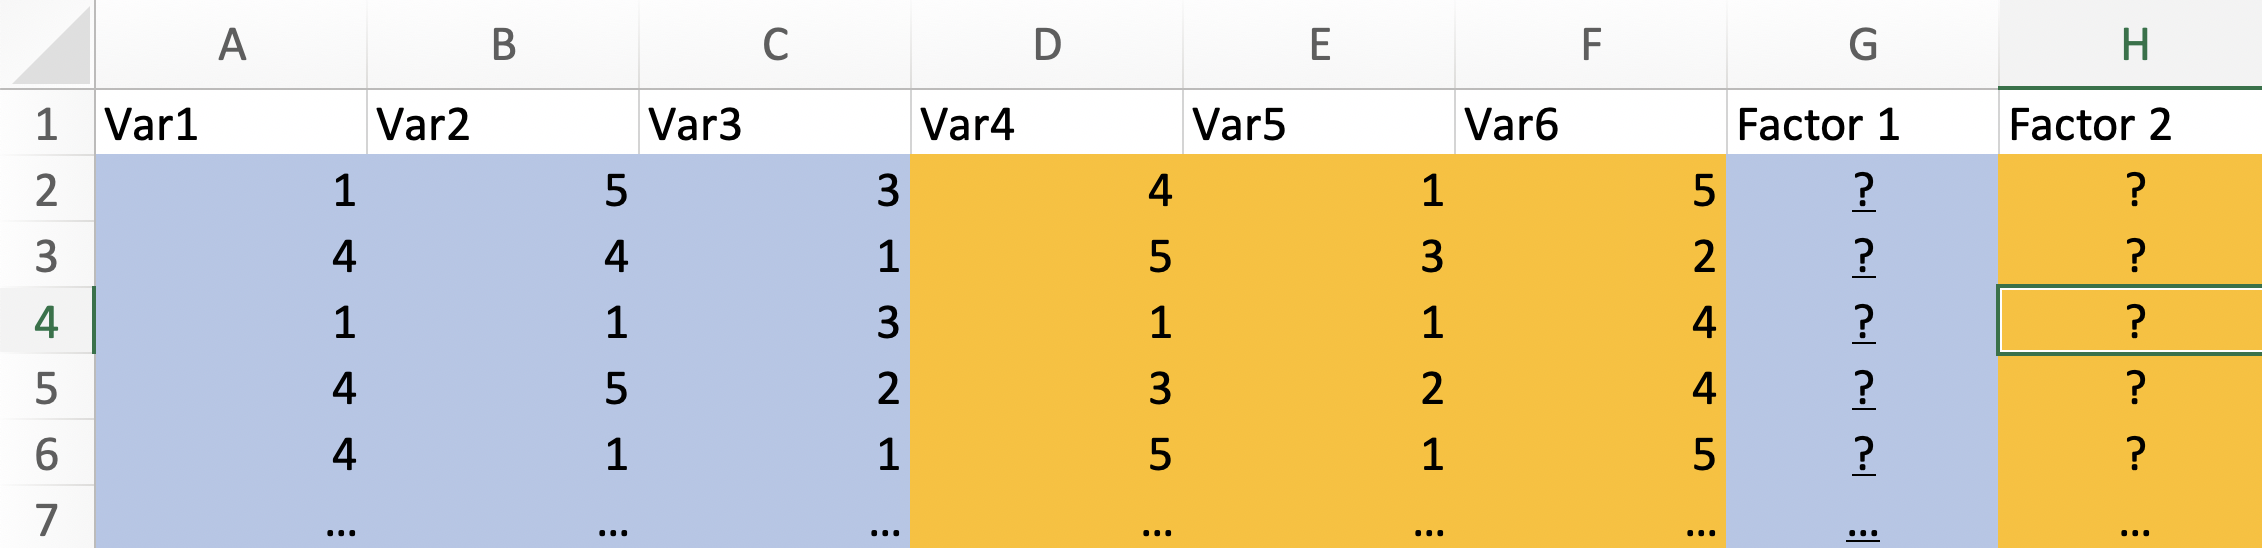 A B C D E F G H
1 Var1 Var2 Var3 Var4 Var5 Var6 Factor 1 Factor 2
2 1 5 3 4 1 5 ? ?
3 4 4 1 5 3 2 ? ?
4 1 1 3 1 1 4 ? ?
5 4 5 2 3 2 4 ? ?
6 4 1 1 5 1 5 ? ?
7 ... ... ... ... ... ... ... ...